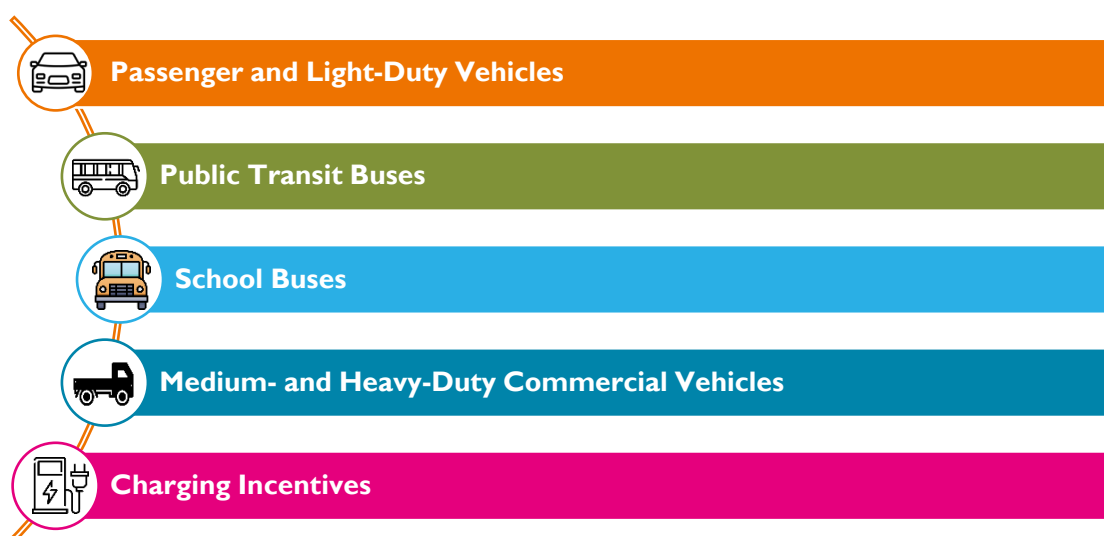 Passenger and Light-Duty Vehicles
Public Transit Buses
School Buses
Medium- and Heavy-Duty Commercial Vehicles
Charging Incentives